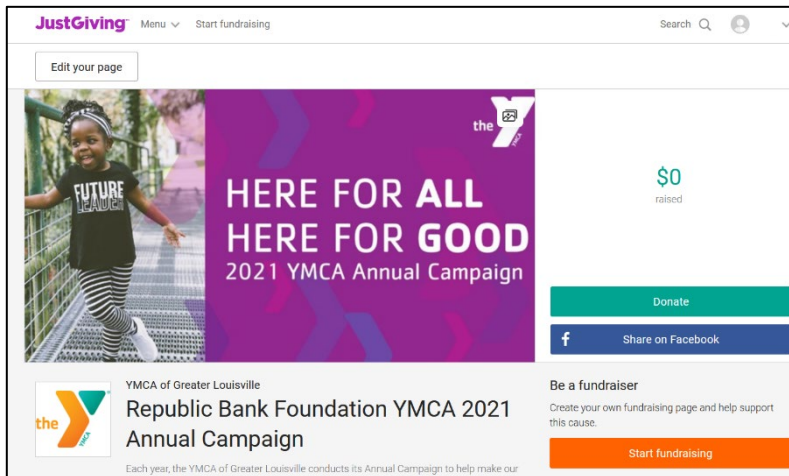 JustGiving Menu Start fundraising Search
Edit your page
the Y
YMCA
FUTURE
LEADER
HERE FOR ALL
HERE FOR GOOD
2021 YMCA Annual Campaign
$0
raised
Donate
f Share on Facebook
the Y
YMCA
YMCA of Greater Louisville
Republic Bank Foundation YMCA 2021
Annual Campaign
Each year, the YMCA of Greater Louisville conducts its Annual Campaign to help make our
Be a fundraiser
Create your own fundraising page and help support
this cause.
Start fundraising